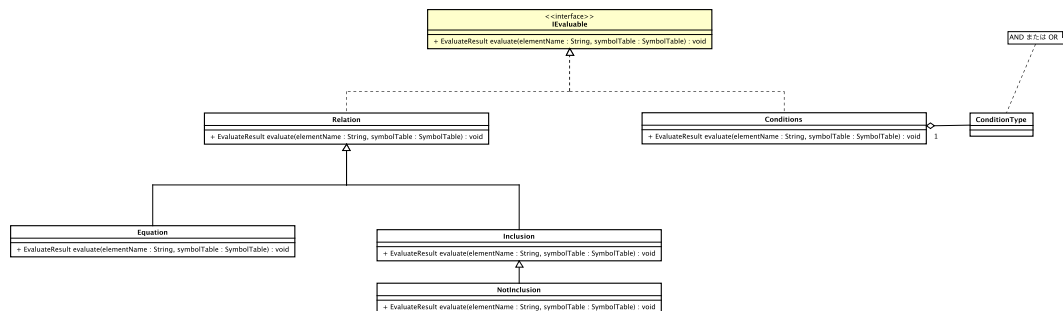 <<interface>>
IEvaluable
+ EvaluateResult evaluate(elementName : String, symbolTable : SymbolTable) : void
AND または OR
Relation
+ EvaluateResult evaluate(elementName : String, symbolTable : SymbolTable) : void
Conditions
+ EvaluateResult evaluate(elementName : String, symbolTable : SymbolTable) : void
1
ConditionType
Equation
+ EvaluateResult evaluate(elementName : String, symbolTable : SymbolTable) : void
Inclusion
+ EvaluateResult evaluate(elementName : String, symbolTable : SymbolTable) : void
NotInclusion
+ EvaluateResult evaluate(elementName : String, symbolTable : SymbolTable) : void